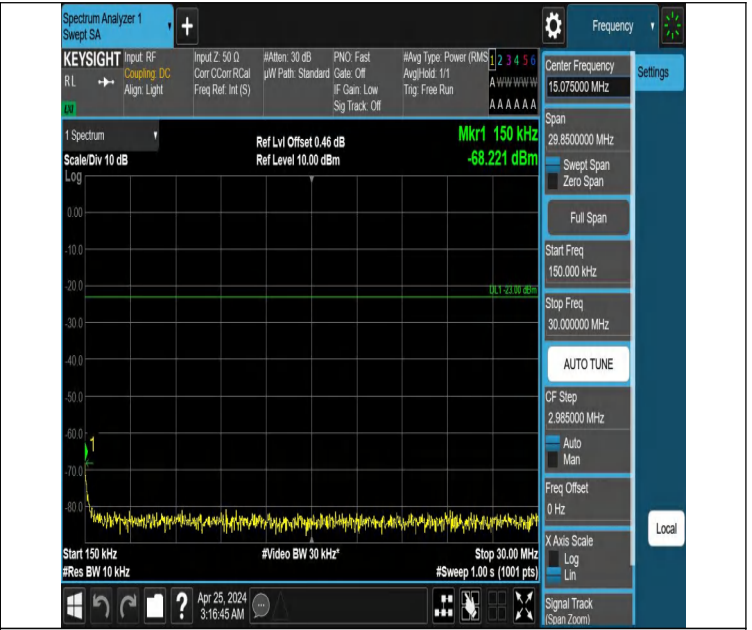 Spectrum Analyzer 1
Swept SA
+
Frequency
KEYSIGHT
RL
LXI
Input: RF
Coupling: DC
Align: Light
Input Z: 50 Ω
Corr CCorr RCal
Freq Ref: Int (S)
#Atten: 30 dB
µW Path: Standard
PNO: Fast
Gate: Off
IF Gain: Low
Sig Track: Off
#Avg Type: Power (RMS
Avg|Hold: 1/1
Trig: Free Run
1 2 3 4 5 6
A W W W W W
A A A A A A
1 Spectrum
Scale/Div 10 dB
Log
Ref Lvl Offset 0.46 dB
Ref Level 10.00 dBm
Mkr1 150 kHz
-68.221 dBm
0.00
-10.0
-20.0
-30.0
-40.0
-50.0
-60.0
-70.0
-80.0
DL1 -23.00 dBm
1
Start 150 kHz
#Res BW 10 kHz
#Video BW 30 kHz*
Stop 30.00 MHz
#Sweep 1.00 s (1001 pts)
?
Apr 25, 2024
3:16:45 AM
Center Frequency
15.075000 MHz
Span
29.8500000 MHz
Swept Span
Zero Span
Full Span
Start Freq
150.000 kHz
Stop Freq
30.000000 MHz
AUTO TUNE
CF Step
2.985000 MHz
Auto
Man
Freq Offset
0 Hz
X Axis Scale
Log
Lin
Signal Track
(Span Zoom)
Settings
Local